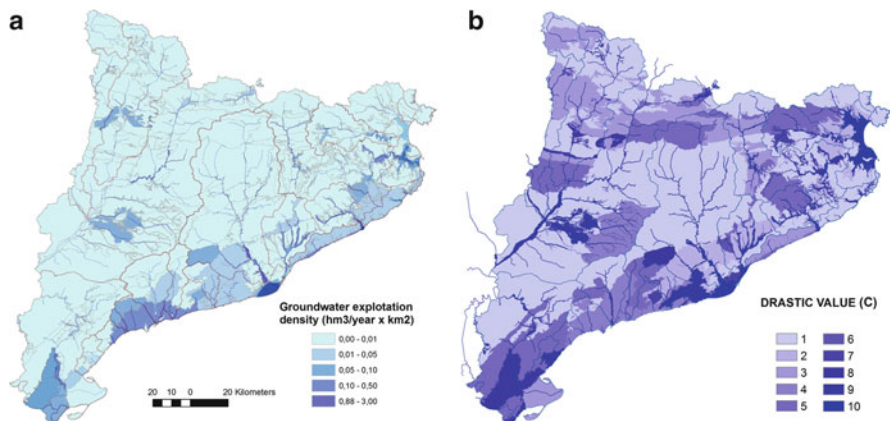 a
Groundwater explotation
density (hm3/year x km2)
0,00 - 0,01
0,01 - 0,05
0,05 - 0,10
0,10 - 0,50
0,88 - 3,00
20 10 0 20 Kilometers
b
DRASTIC VALUE (C)
1 6
2 7
3 8
4 9
5 10